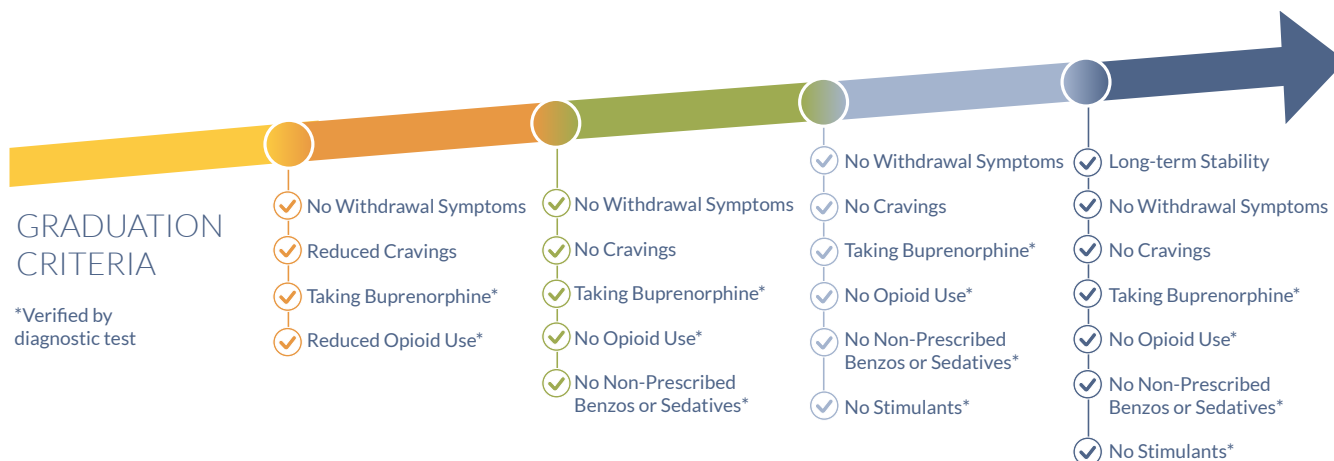 GRADUATION
CRITERIA
*Verified by
diagnostic test
No Withdrawal Symptoms
Reduced Cravings
Taking Buprenorphine*
Reduced Opioid Use*
No Withdrawal Symptoms
No Cravings
Taking Buprenorphine*
No Opioid Use*
No Non-Prescribed
Benzos or Sedatives*
No Withdrawal Symptoms
No Cravings
Taking Buprenorphine*
No Opioid Use*
No Non-Prescribed
Benzos or Sedatives*
No Stimulants*
Long-term Stability
No Withdrawal Symptoms
No Cravings
Taking Buprenorphine*
No Opioid Use*
No Non-Prescribed
Benzos or Sedatives*
No Stimulants*